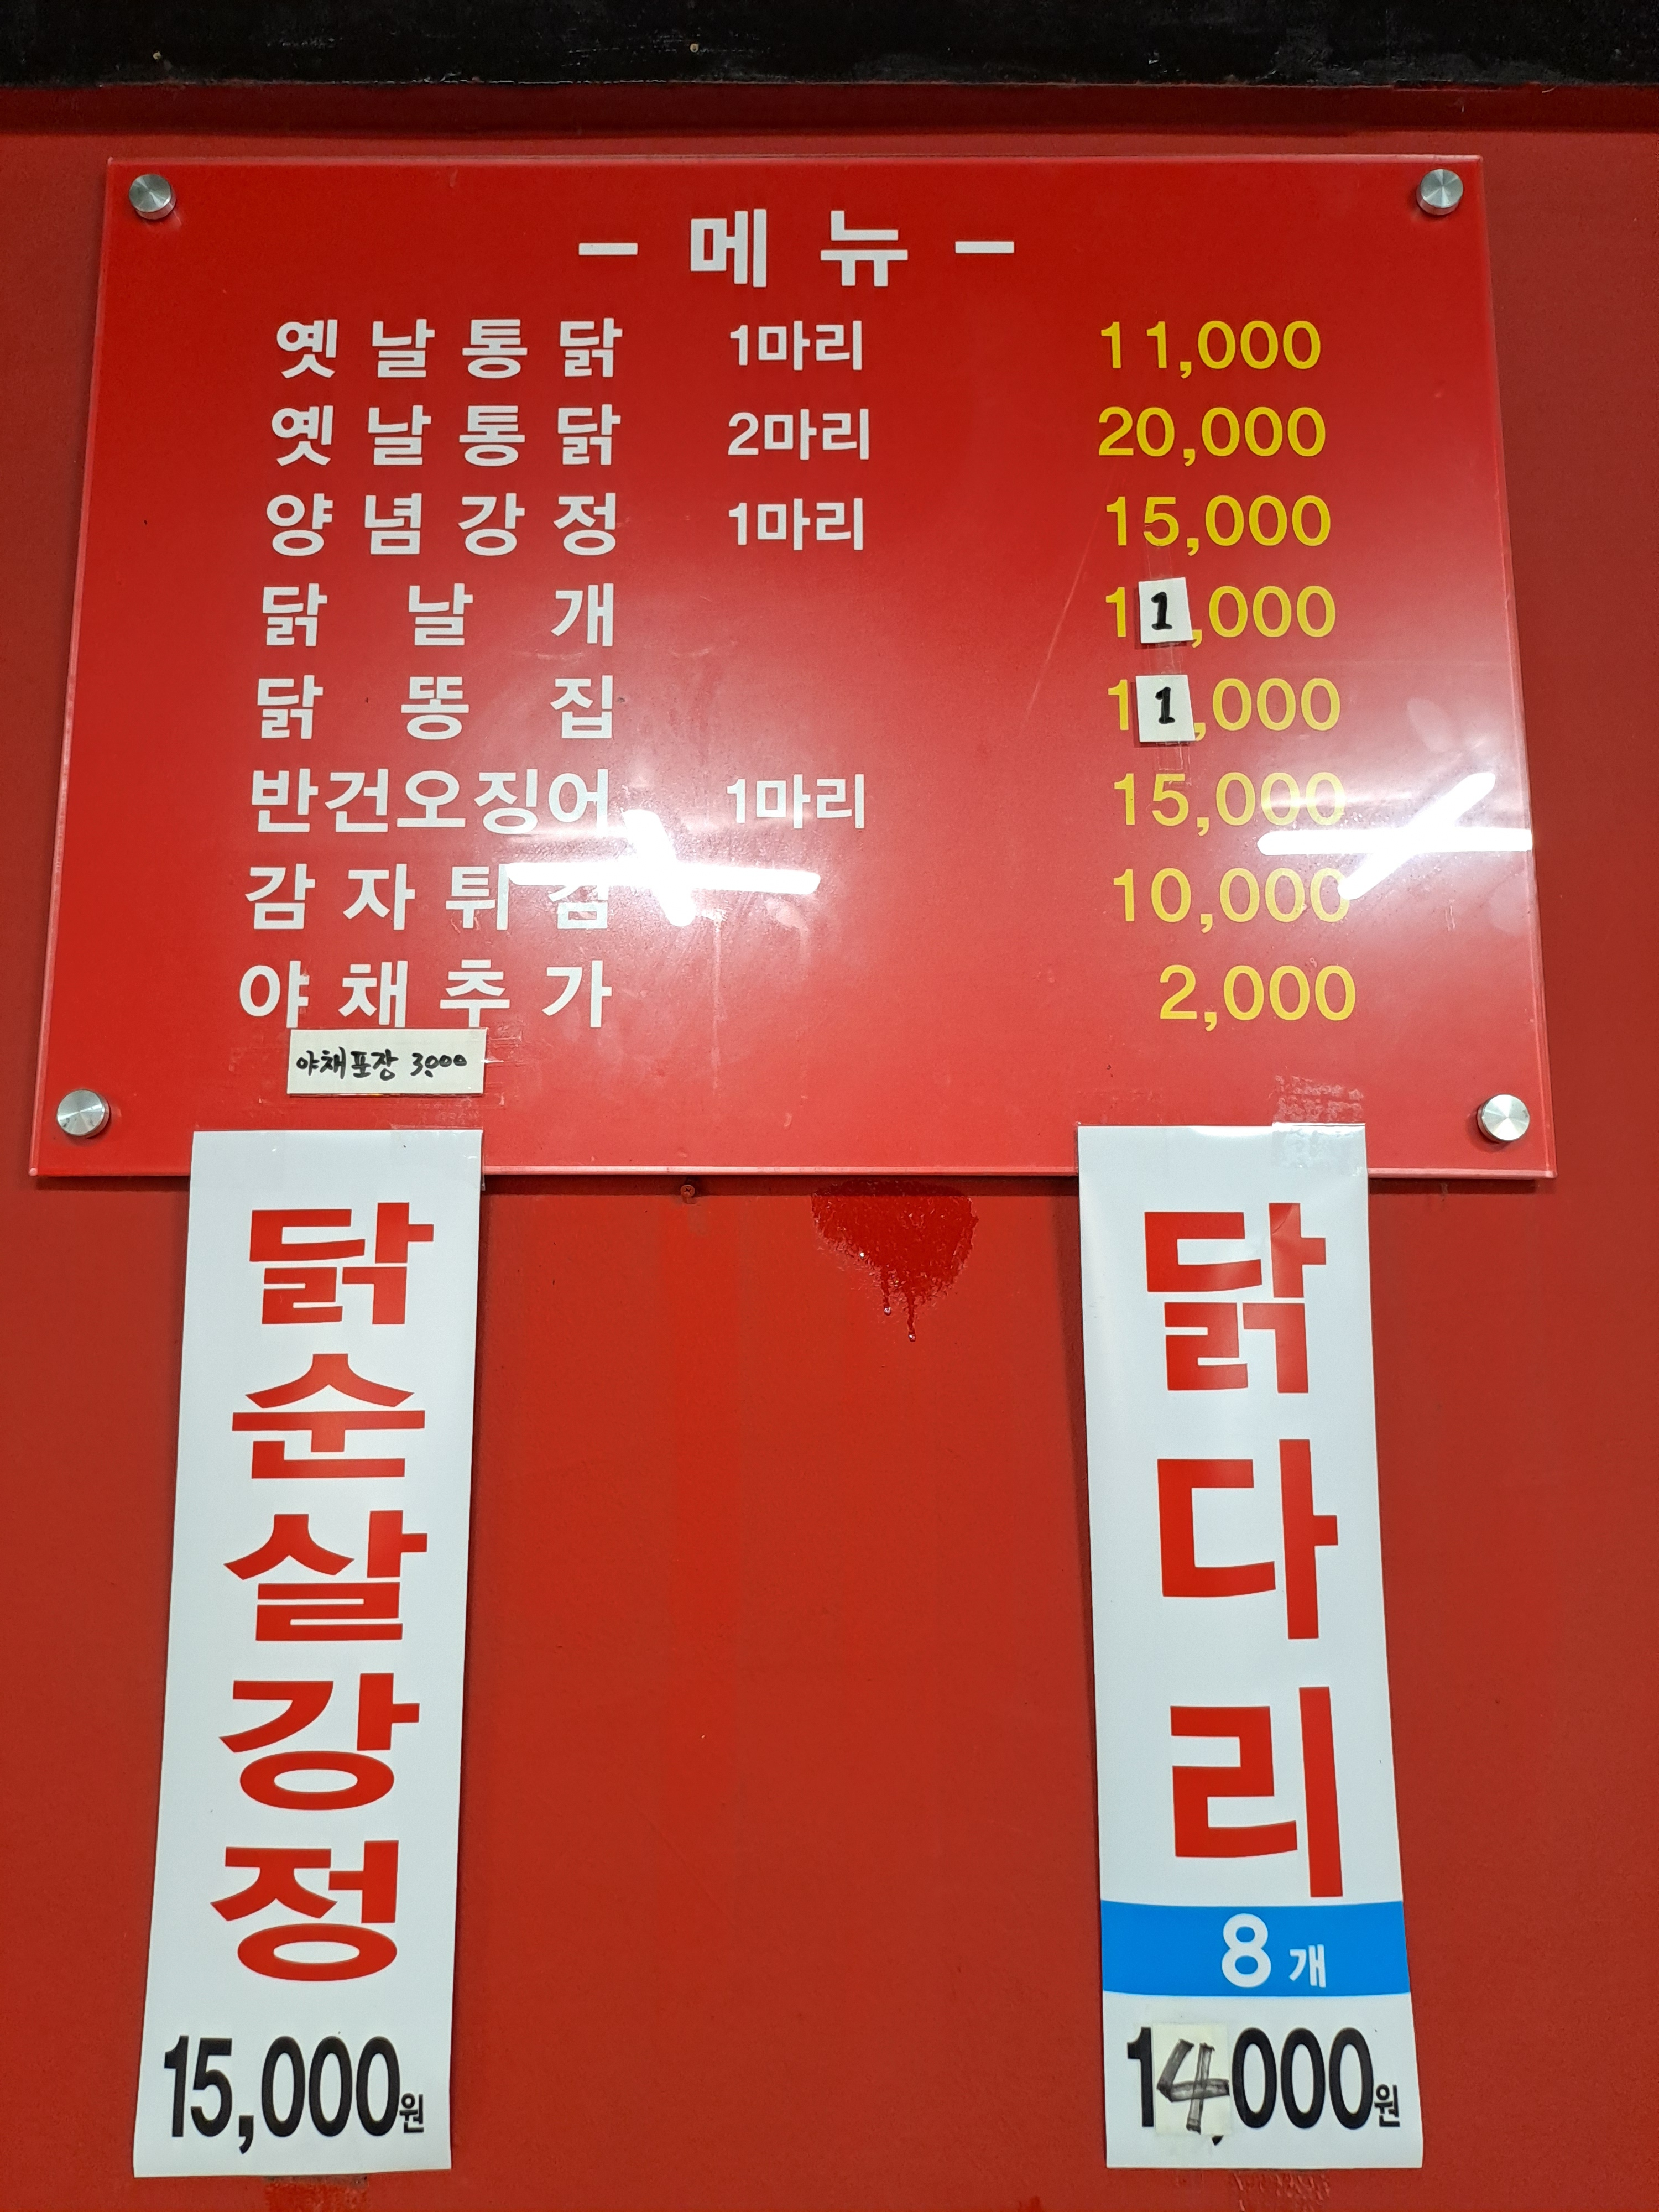 - 메뉴 -
옛날통닭 1마리 11,000
옛날통닭 2마리 20,000
양념강정 1마리 15,000
닭날개 11,000
닭똥집 11,000
반건오징어 1마리 15,000
감자튀김 10,000
야채추가 2,000
야채포장 3,000
닭순살강정
15,000원
닭다리
8개
14,000원